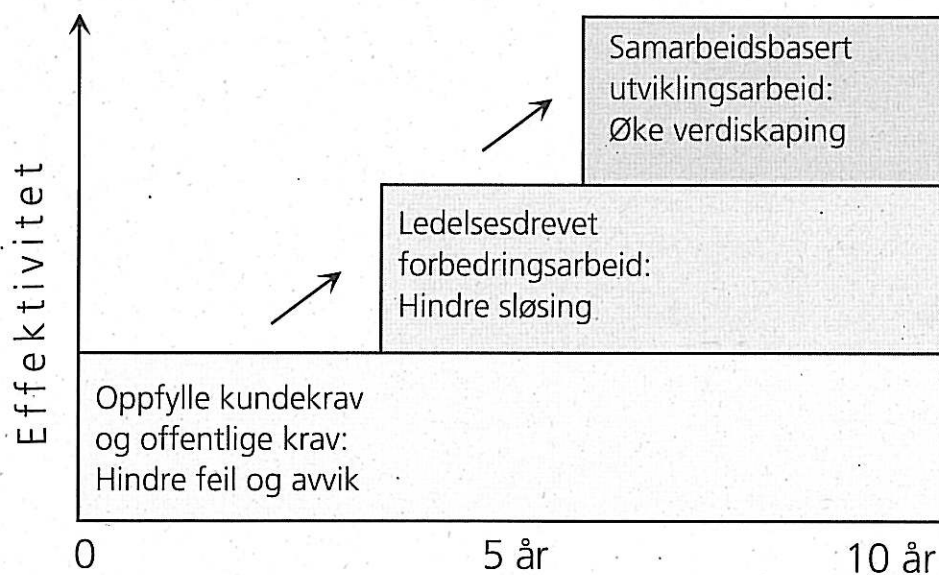 Effektivitet
Samarbeidsbasert
utviklingsarbeid:
Øke verdiskaping
Ledelsesdrevet
forbedringsarbeid:
Hindre sløsing
Oppfylle kundekrav
og offentlige krav:
Hindre feil og avvik
0
5 år
10 år